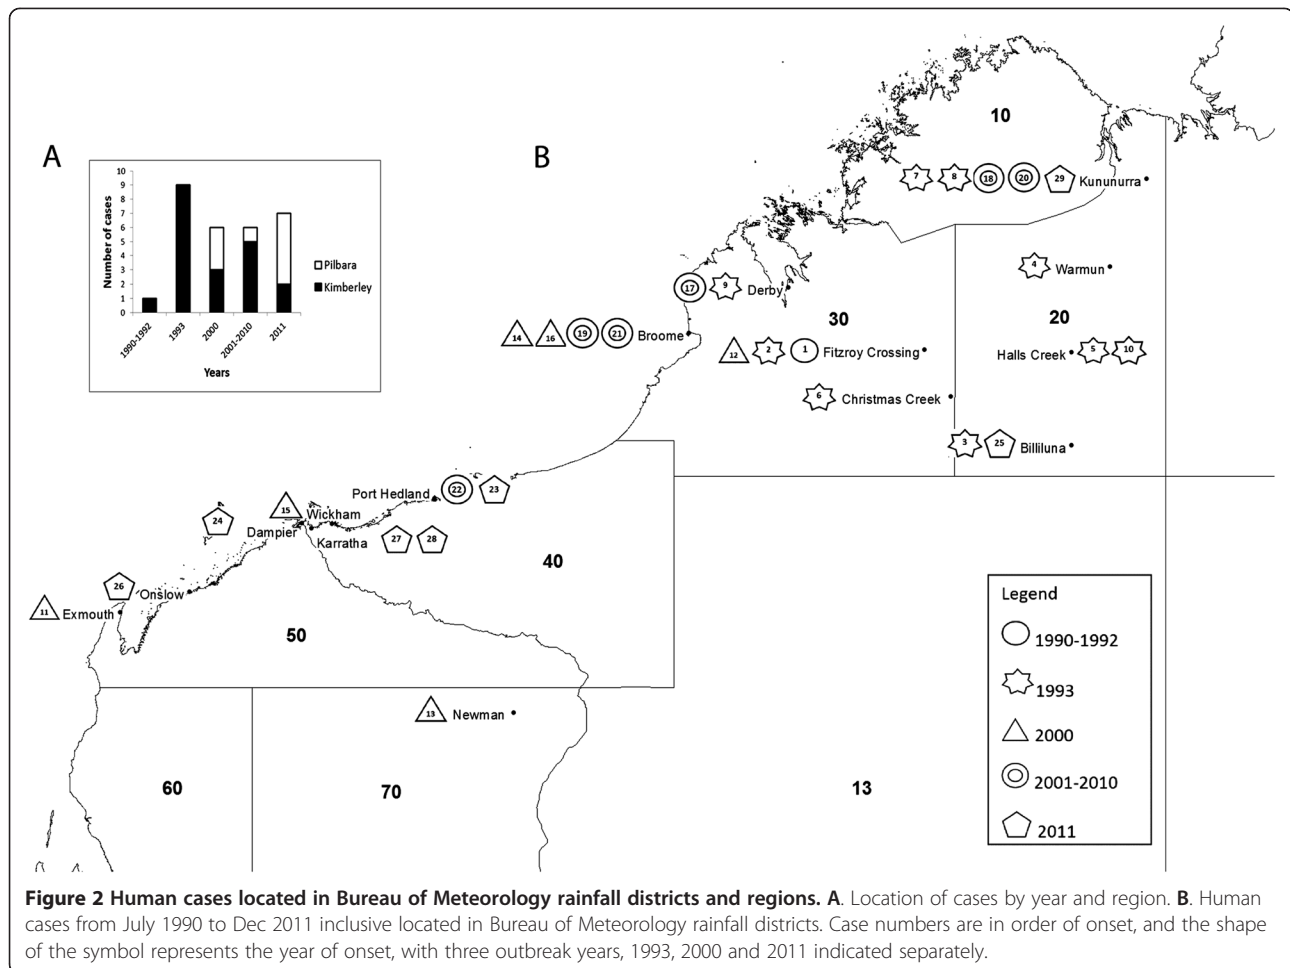 A
B
Number of cases
10
9
8
7
6
5
4
3
2
1
0
1990-1992
1993
2000
2001-2010
2011
Years
Pilbara
Kimberley
10
7 8 18 20 29 Kununurra
4 Warmun
17 9 Derby
30
20
14 16 19 21 Broome
12 2 1 Fitzroy Crossing
Halls Creek 5 10
6 Christmas Creek
3 25 Billiluna
Port Hedland 22 23
15 Wickham
24
Dampier
Karratha 27 28
40
26
Onslow
11 Exmouth
50
13 Newman
60
70
13
Legend
1990-1992
1993
2000
2001-2010
2011
Figure 2 Human cases located in Bureau of Meteorology rainfall districts and regions. A. Location of cases by year and region. B. Human
cases from July 1990 to Dec 2011 inclusive located in Bureau of Meteorology rainfall districts. Case numbers are in order of onset, and the shape
of the symbol represents the year of onset, with three outbreak years, 1993, 2000 and 2011 indicated separately.